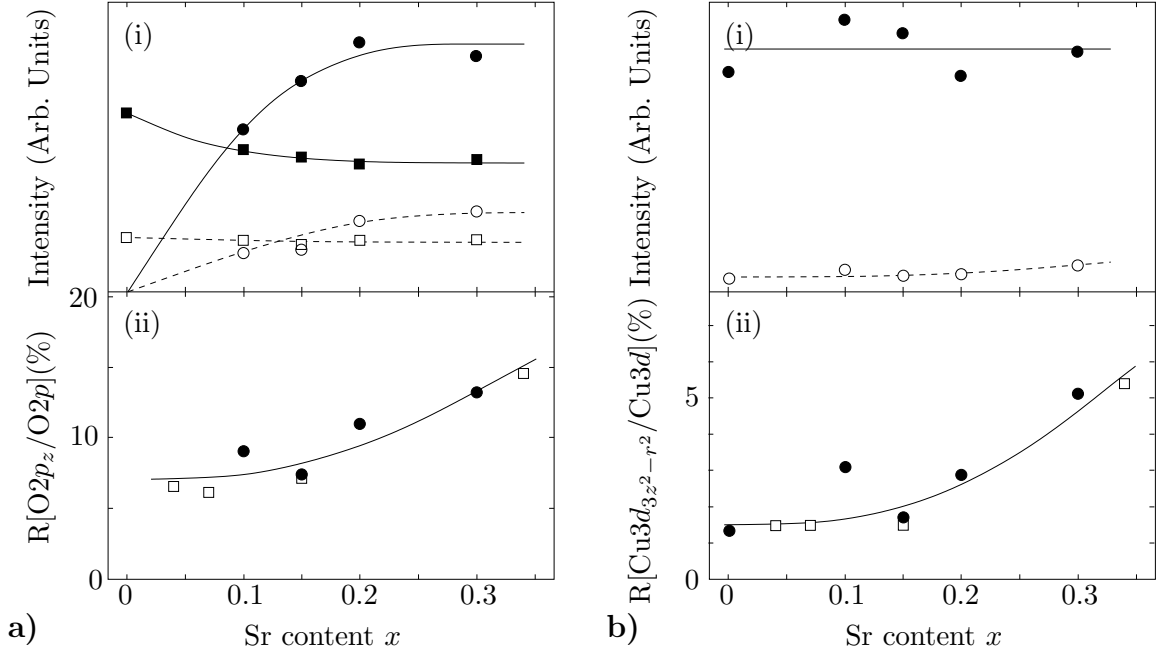 (i)
Intensity (Arb. Units)
20
(ii)
R[O2p_z/O2p](%)
10
0
0 0.1 0.2 0.3
a)
Sr content x
(i)
Intensity (Arb. Units)
(ii)
R[Cu3d_{3z^2−r^2}/Cu3d](%)
5
0
0 0.1 0.2 0.3
b)
Sr content x